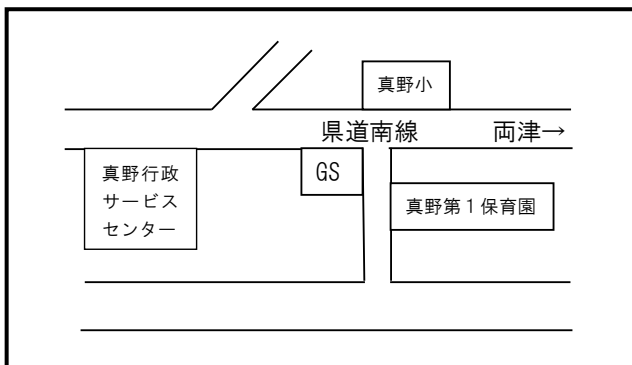 真野小
県道南線　両津→
真野行政
サービス
センター
GS
真野第１保育園